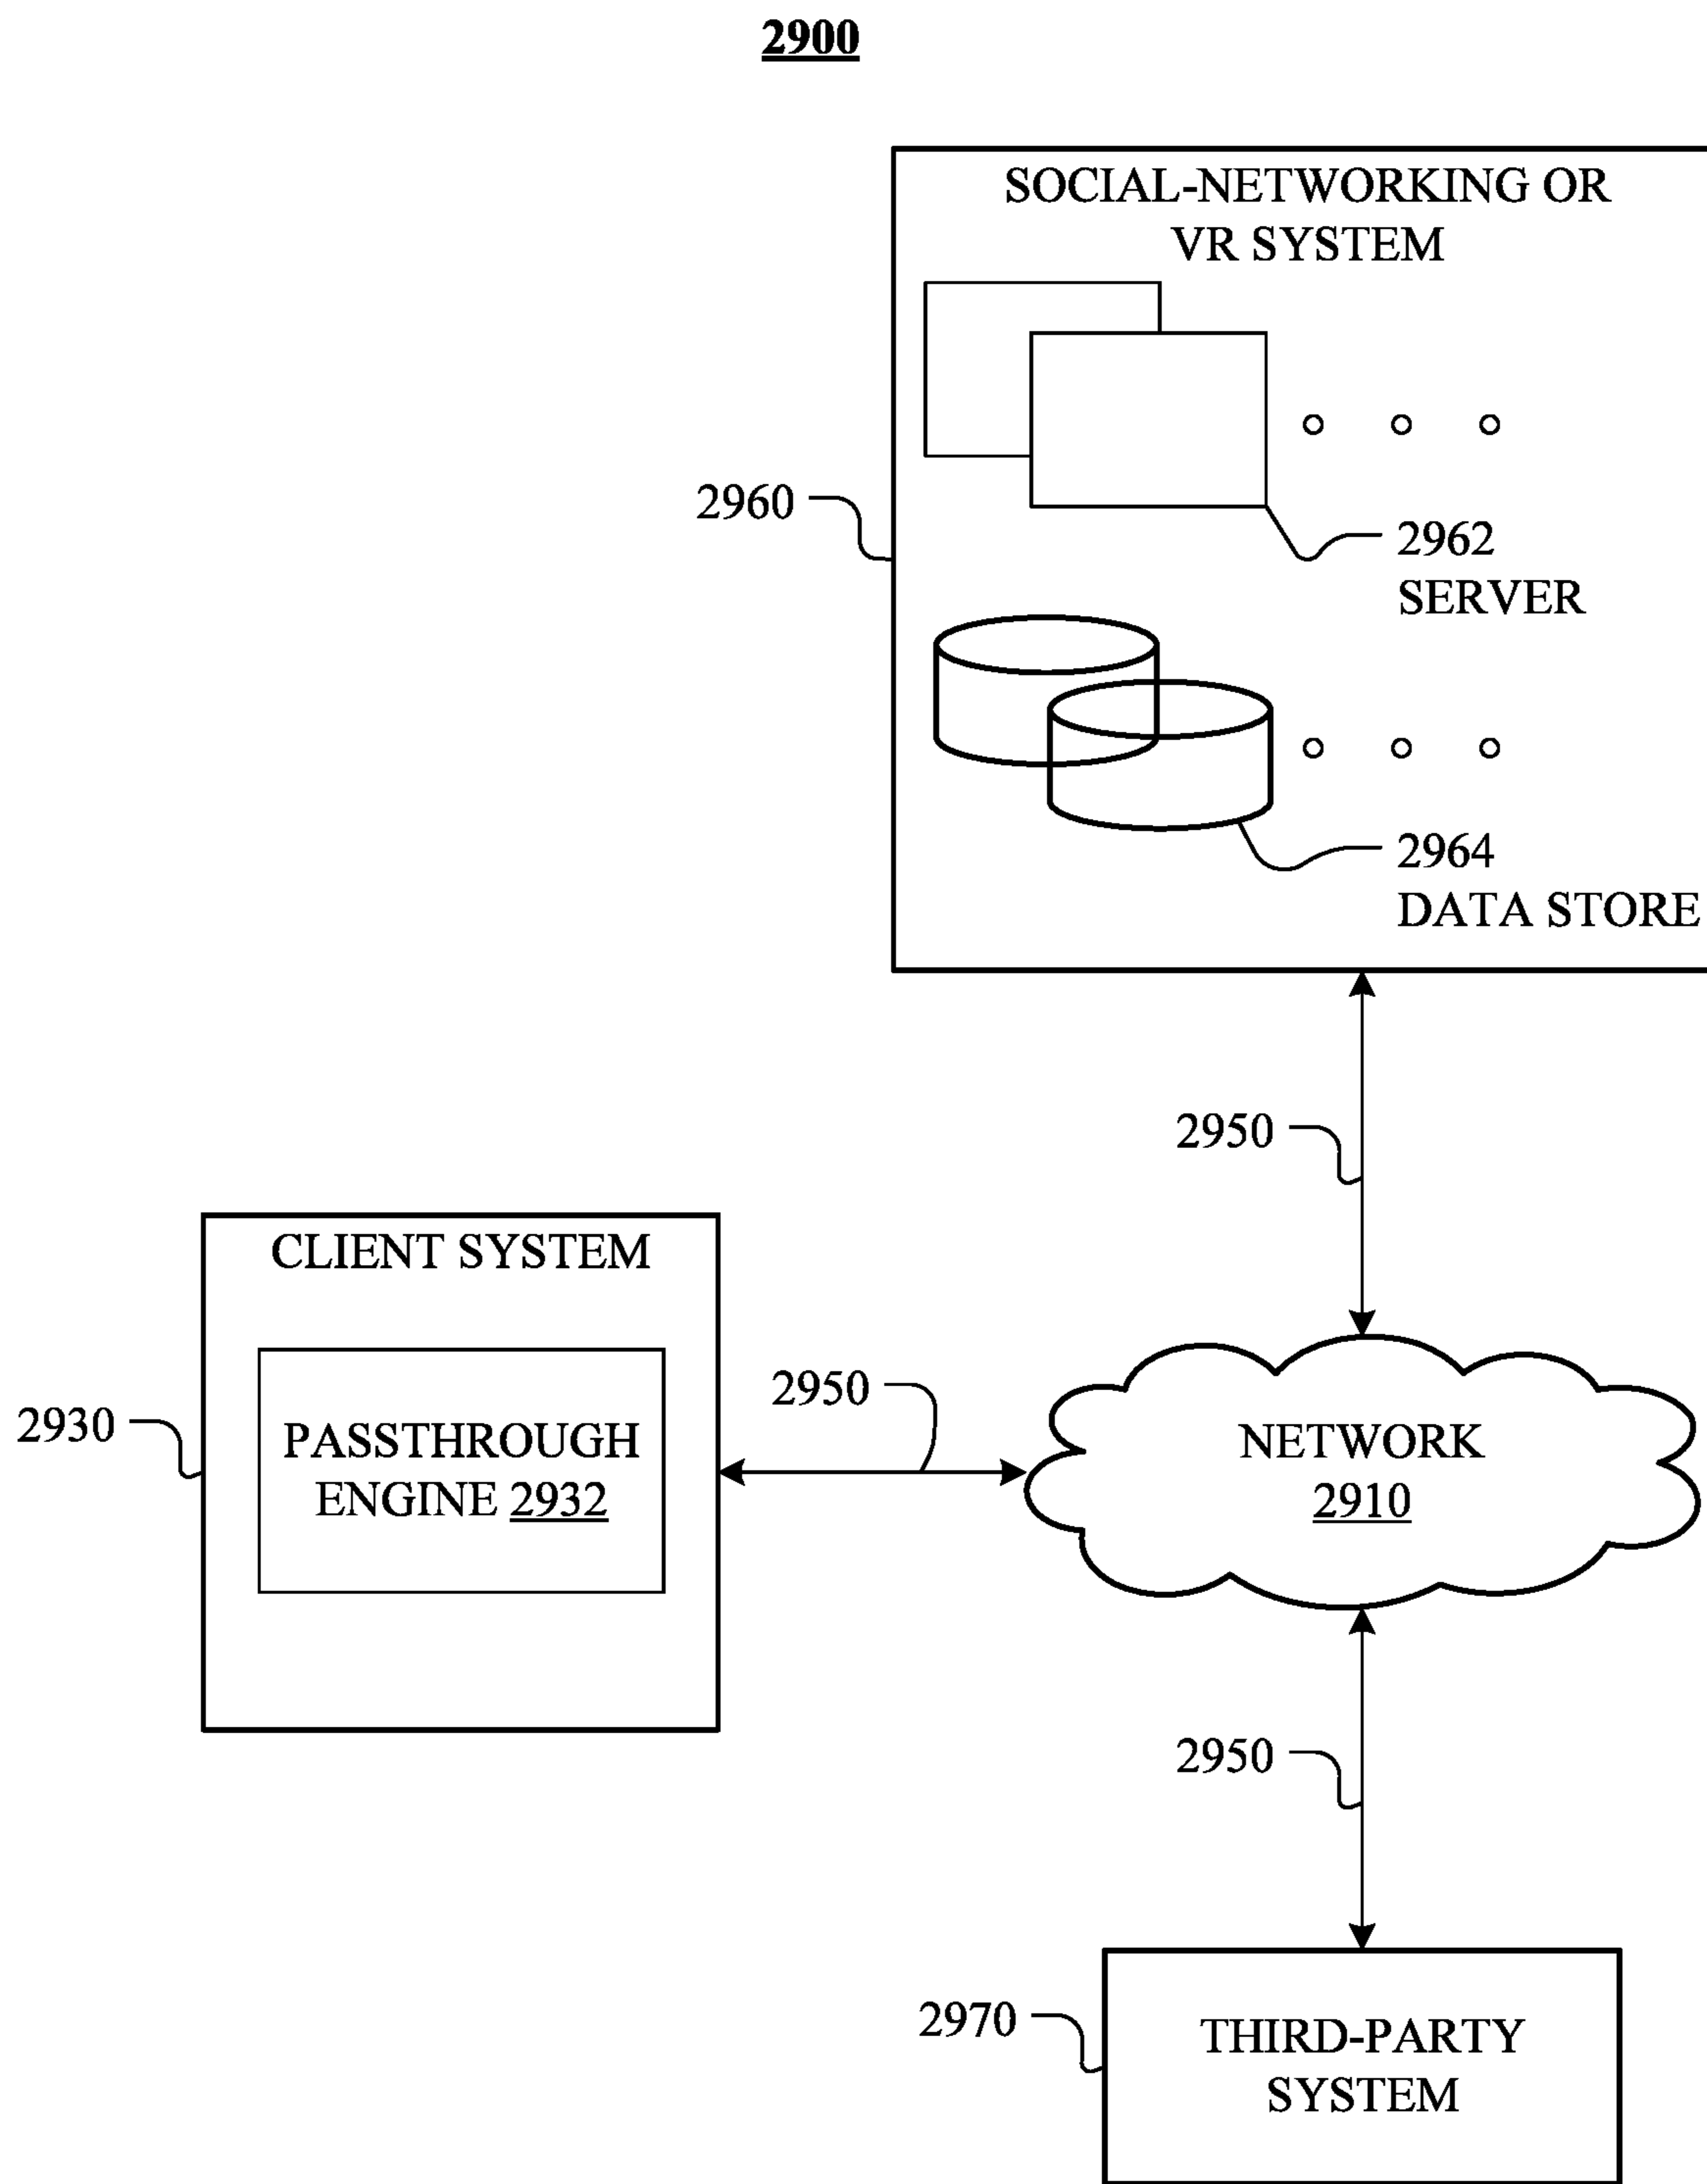 2900
SOCIAL-NETWORKING OR
VR SYSTEM
2960
2962
SERVER
2964
DATA STORE
2950
CLIENT SYSTEM
2930
PASSTHROUGH
ENGINE 2932
2950
NETWORK
2910
2950
2970
THIRD-PARTY
SYSTEM